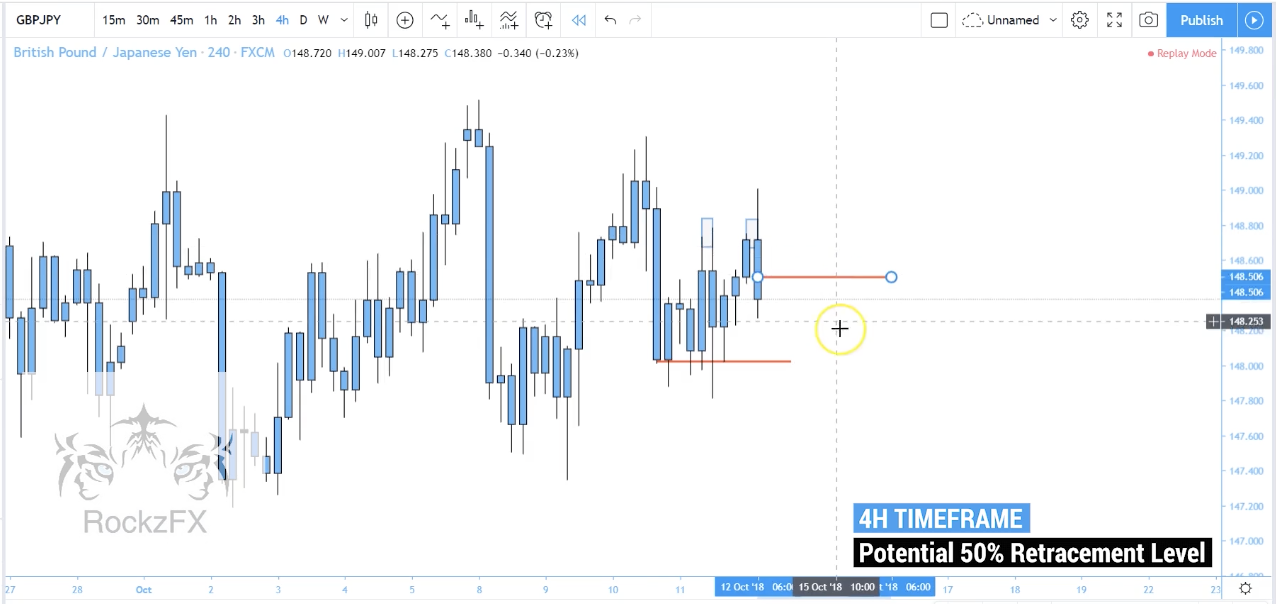 GBPJPY 15m 30m 45m 1h 2h 3h 4h D W Unnamed Publish
British Pound / Japanese Yen · 240 · FXCM O148.720 H149.007 L148.275 C148.380 -0.340 (-0.23%)
Replay Mode
149.800
149.600
149.400
149.200
149.000
148.800
148.600
148.506
148.506
148.253
148.000
147.800
147.600
147.400
147.200
147.000
RockzFX
4H TIMEFRAME
Potential 50% Retracement Level
27 28 Oct 2 3 4 5 7 8 9 10 11 12 Oct '18 15 Oct '18 10:00 '18 06:00 17 18 19 22 23